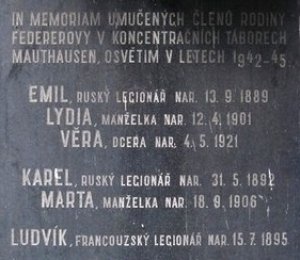 IN MEMORIAM UMUČENÝCH ČLENŮ RODINY
FEDEREROVY V KONCENTRAČNÍCH TÁBORECH
MAUTHAUSEN, OSVĚTIM V LETECH 1942-45
EMIL, RUSKÝ LEGIONÁŘ NAR. 13. 9. 1889
LYDIA, MANŽELKA NAR. 12. 4. 1901
VĚRA, DCERA NAR. 4. 5. 1921
KAREL, RUSKÝ LEGIONÁŘ NAR. 31. 5. 1892
MARTA, MANŽELKA NAR. 18. 9. 1906
LUDVÍK, FRANCOUZSKÝ LEGIONÁŘ NAR. 15. 7. 1895